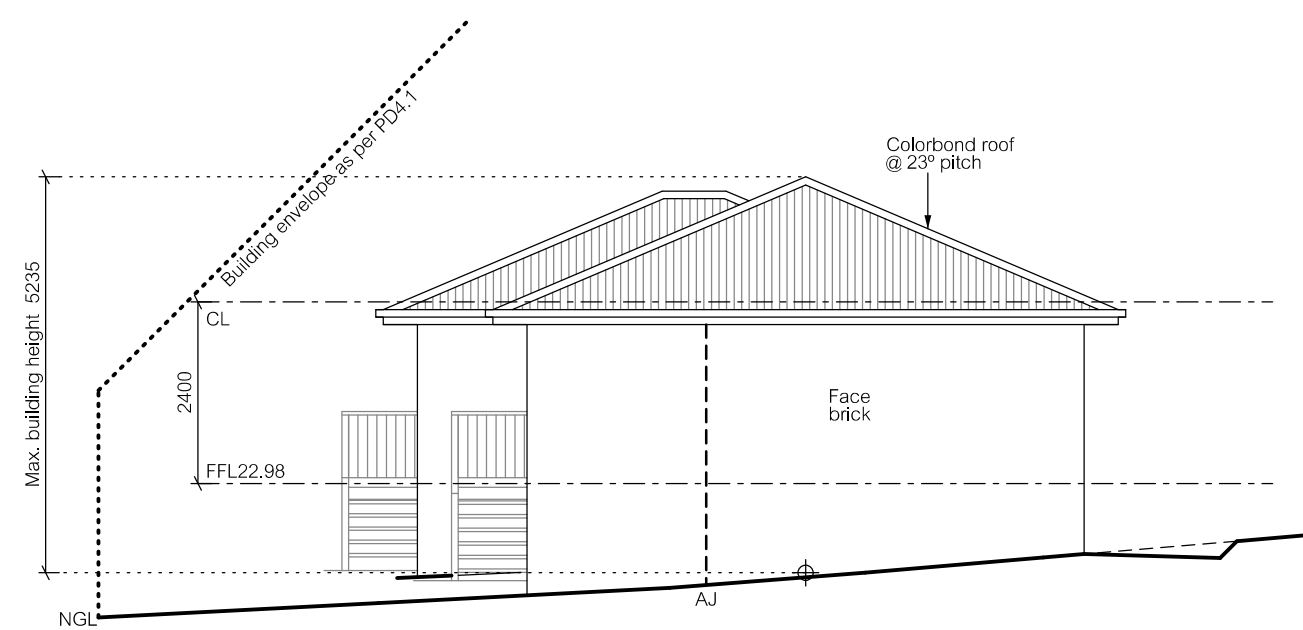 Building envelope as per PD4.1
Colorbond roof
@ 23º pitch
Max. building height 5235
CL
2400
Face
brick
FFL22.98
AJ
NGL